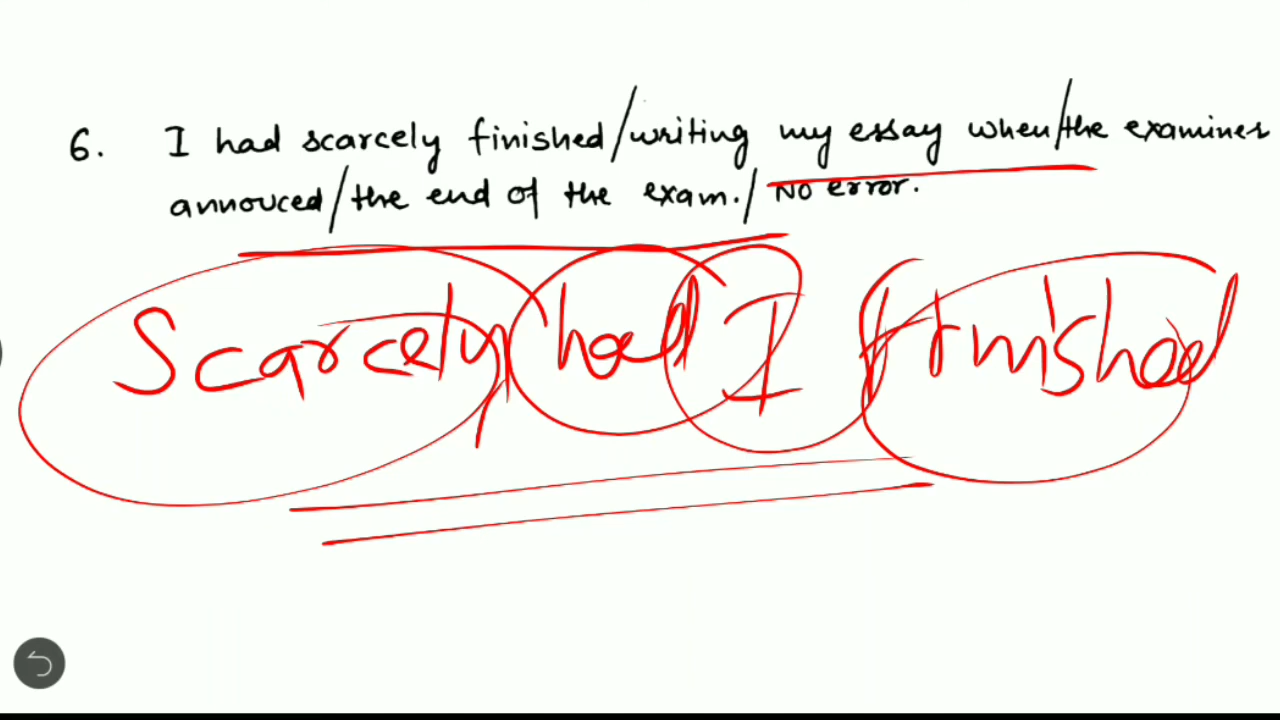 6. I had scarcely finished/writing my essay when/the examiner
annouced/the end of the exam./No error.
Scarcely had I finished